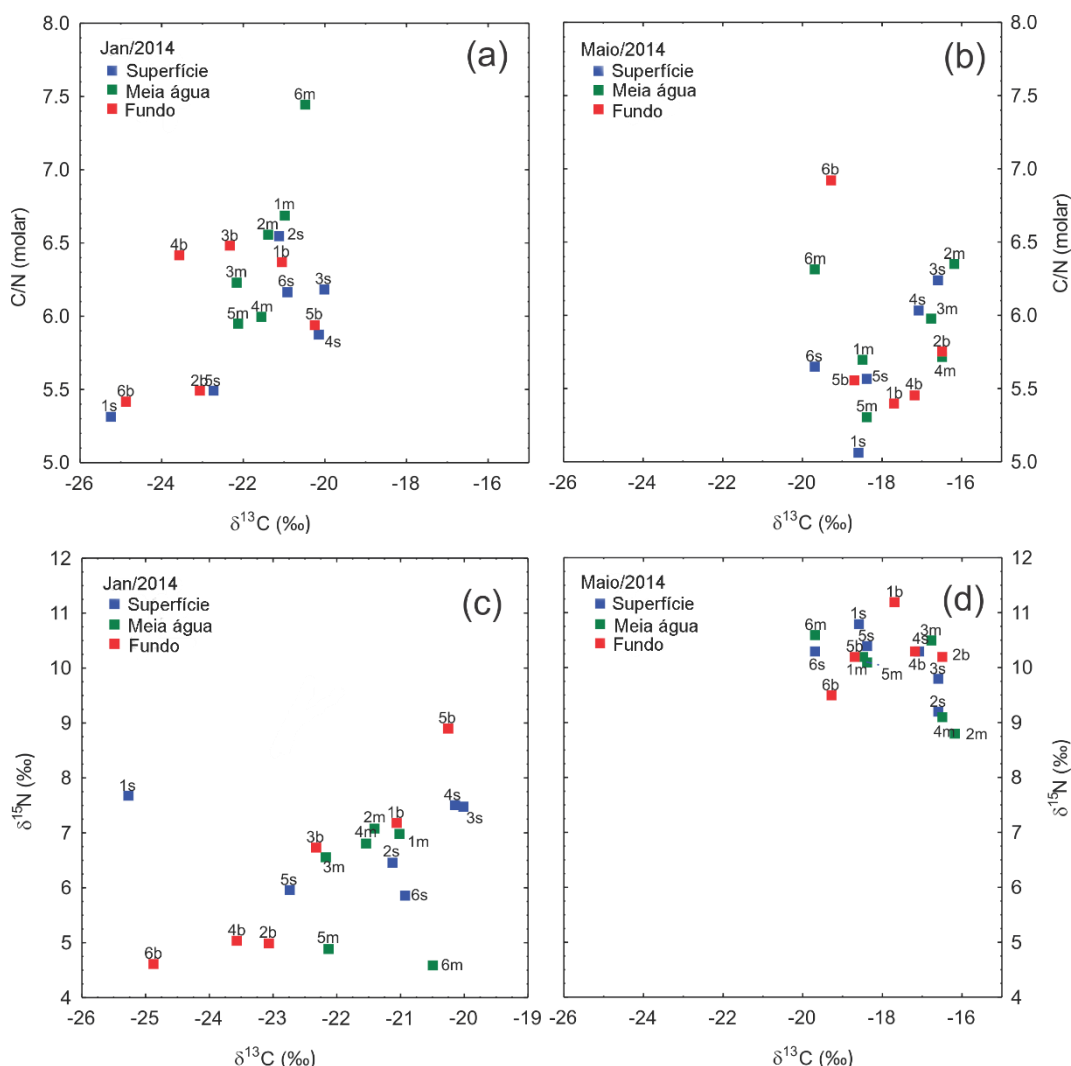 Jan/2014
Superfície
Meia água
Fundo
(a)
8.0
7.5
7.0
6.5
6.0
5.5
5.0
C/N (molar)
6m
1m
2m
2s
3b
4b
1b
3m
6s
3s
5m
4m
5b
4s
2b
5s
6b
1s
-26
-24
-22
-20
-18
-16
δ13C (‰)
Maio/2014
Superfície
Meia água
Fundo
(b)
8.0
7.5
7.0
6.5
6.0
5.5
5.0
C/N (molar)
6b
6m
2m
3s
4s
3m
2b
4m
6s
1m
5b
5s
4b
1b
5m
1s
-26
-24
-22
-20
-18
-16
δ13C (‰)
Jan/2014
Superfície
Meia água
Fundo
(c)
12
11
10
9
8
7
6
5
4
δ15N (‰)
5b
1s
4s
3s
2m
1b
4m
1m
3b
3m
2s
5s
6s
4b
2b
5m
6b
6m
-26
-25
-24
-23
-22
-21
-20
-19
δ13C (‰)
Maio/2014
Superfície
Meia água
Fundo
(d)
12
11
10
9
8
7
6
5
4
δ15N (‰)
1b
1s
6m
5s
4s
3m
5b
6s
1m
5m
4b
2b
3s
6b
2s
4m
2m
-26
-24
-22
-20
-18
-16
δ13C (‰)